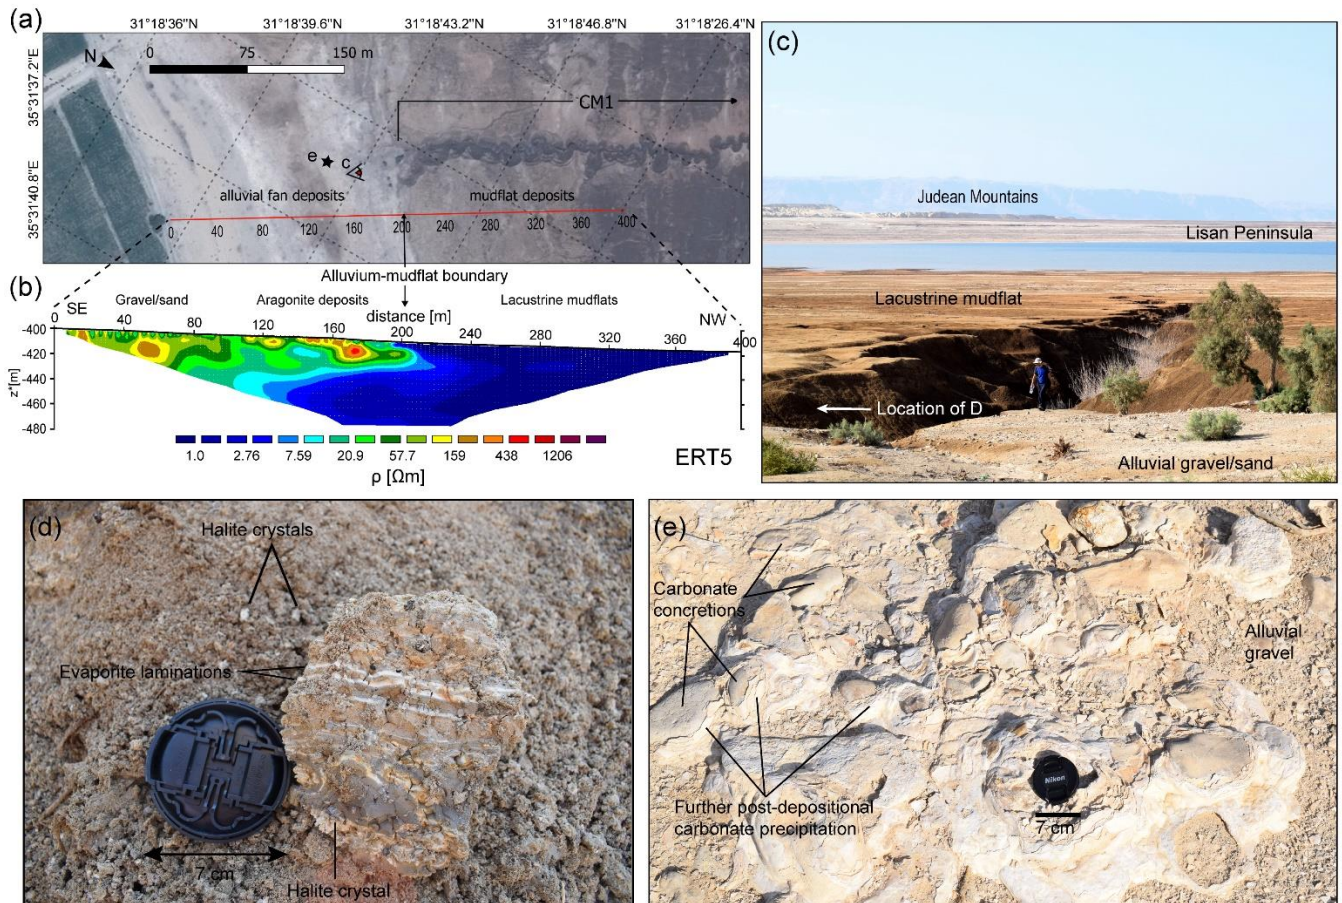 (a)
31°18'36"N
31°18'39.6"N
31°18'43.2"N
31°18'46.8"N
31°18'26.4"N
35°31'37.2"E
35°31'40.8"E
N
0 75 150 m
CM1
e
c
alluvial fan deposits
mudflat deposits
0 40 80 120 160 200 240 280 320 360 400
Alluvium-mudflat boundary
(b)
SE
Gravel/sand
Aragonite deposits
Lacustrine mudflats
distance [m]
NW
0 40 80 120 160 200 240 280 320 360 400
z*[m]
-400
-420
-440
-460
-480
-400
-420
-440
-460
-480
1.0 2.76 7.59 20.9 57.7 159 438 1206
ρ [Ωm]
ERT5
(c)
Judean Mountains
Lisan Peninsula
Lacustrine mudflat
Location of D
Alluvial gravel/sand
(d)
Halite crystals
Evaporite laminations
7 cm
Halite crystal
(e)
Carbonate
concretions
Alluvial
gravel
Further post-depositional
carbonate precipitation
Nikon
7 cm